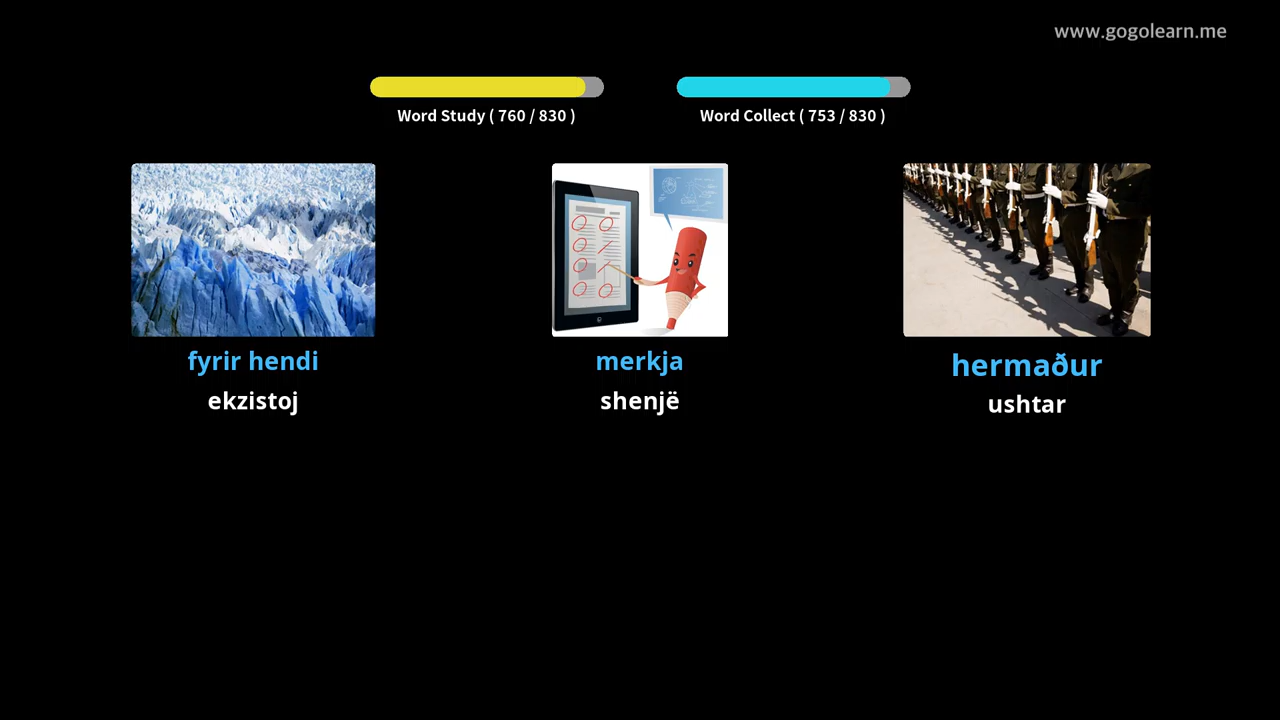 www.gogolearn.me
Word Study ( 760 / 830 )
Word Collect ( 753 / 830 )
fyrir hendi
ekzistoj
merkja
shenjë
hermaður
ushtar